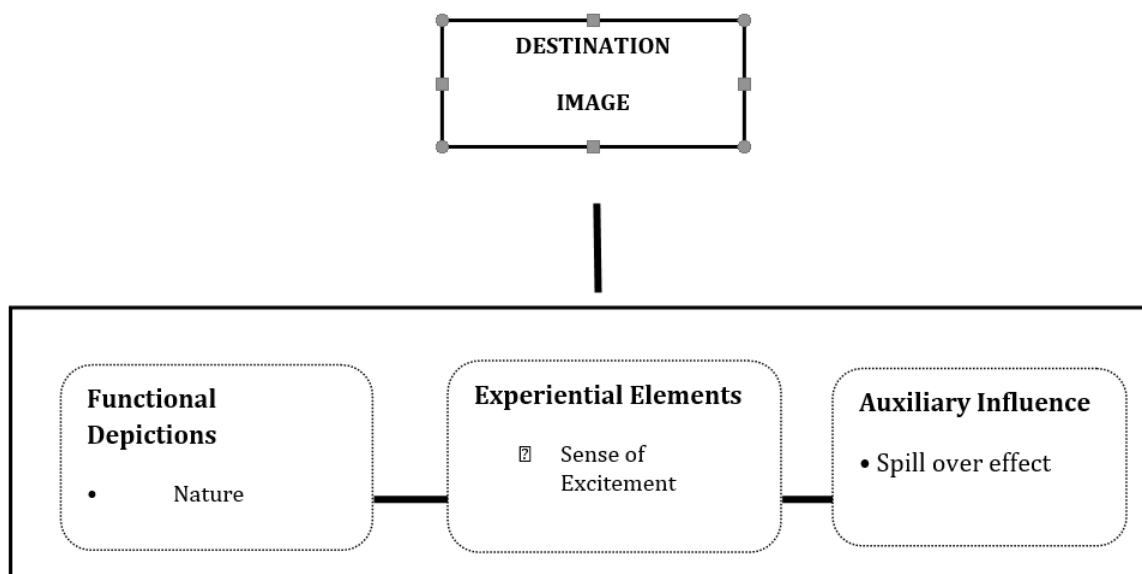 DESTINATION
IMAGE
Functional
Depictions
• Nature
Experiential Elements
⍰ Sense of
Excitement
Auxiliary Influence
• Spill over effect